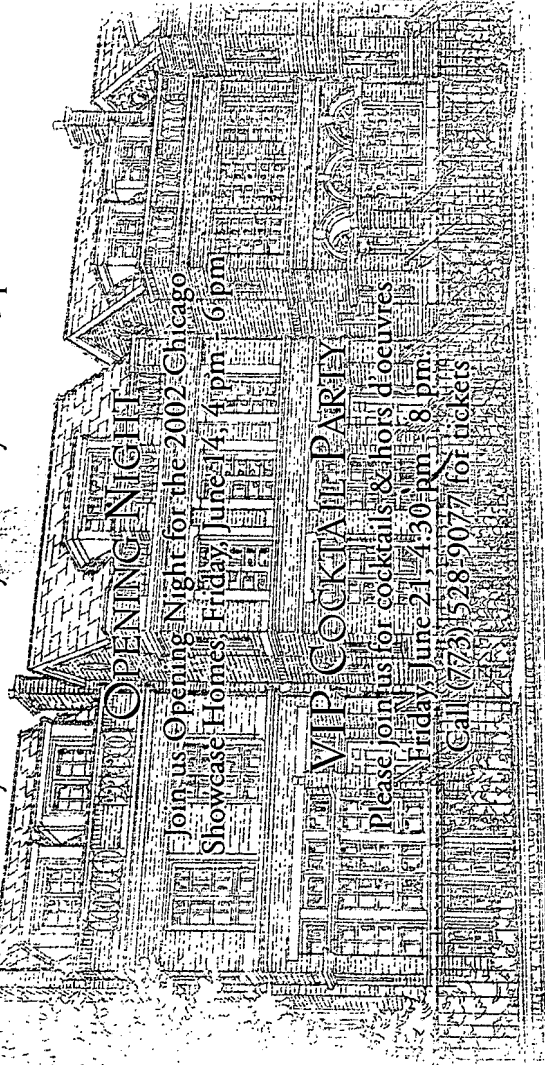 OPENING NIGHT
Join us Opening Night for the 2002 Chicago
Showcase Homes, Friday, June 14, 4 pm - 6 pm
VIP COCKTAIL PARTY
Please join us for cocktails & hors d'oeuvres
Friday, June 21, 4:30 pm - 8 pm
Call (773) 528-9077 for tickets